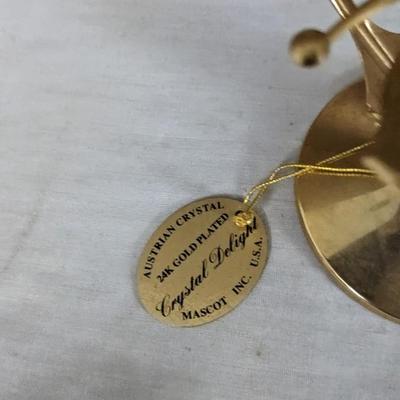 AUSTRIAN CRYSTAL
24K GOLD PLATED
Crystal Delight
MASCOT INC. U.S.A.